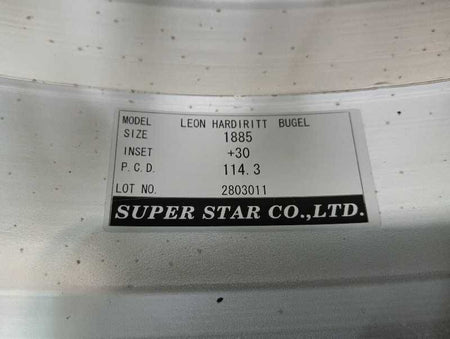 MODEL LEON HARDIRITT BUGEL
SIZE 1885
INSET +30
P.C.D. 114.3
LOT NO. 2803011
SUPER STAR CO.,LTD.